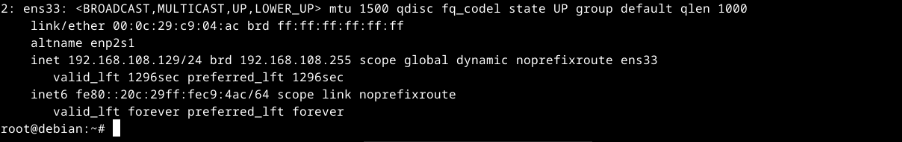 2: ens33: <BROADCAST,MULTICAST,UP,LOWER_UP> mtu 1500 qdisc fq_codel state UP group default qlen 1000
    link/ether 00:0c:29:c9:04:ac brd ff:ff:ff:ff:ff:ff
    altname enp2s1
    inet 192.168.108.129/24 brd 192.168.108.255 scope global dynamic noprefixroute ens33
       valid_lft 1296sec preferred_lft 1296sec
    inet6 fe80::20c:29ff:fec9:4ac/64 scope link noprefixroute
       valid_lft forever preferred_lft forever
root@debian:~#